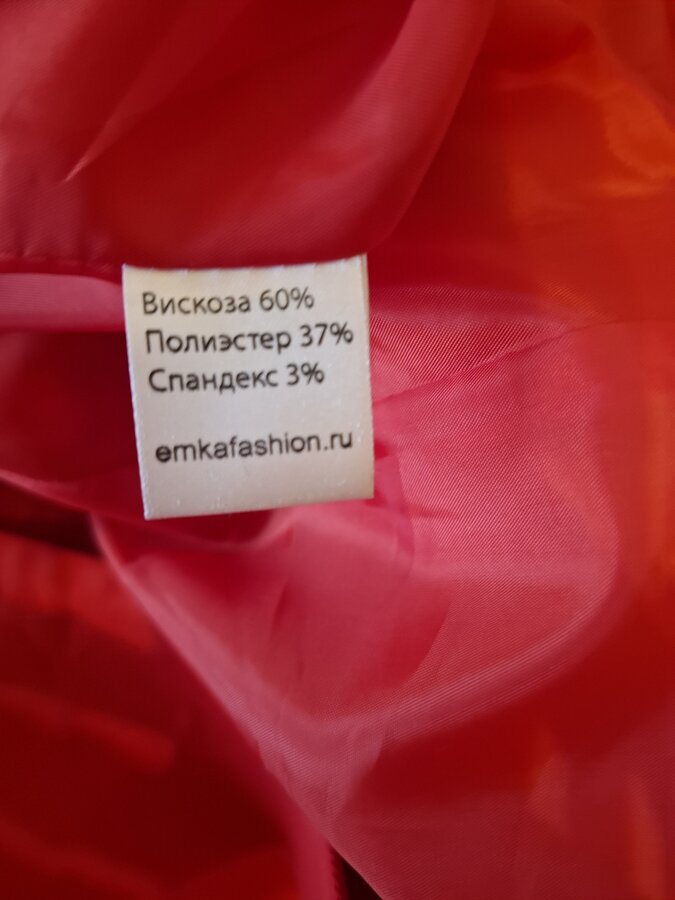 Вискоза 60%
Полиэстер 37%
Спандекс 3%
emkafashion.ru